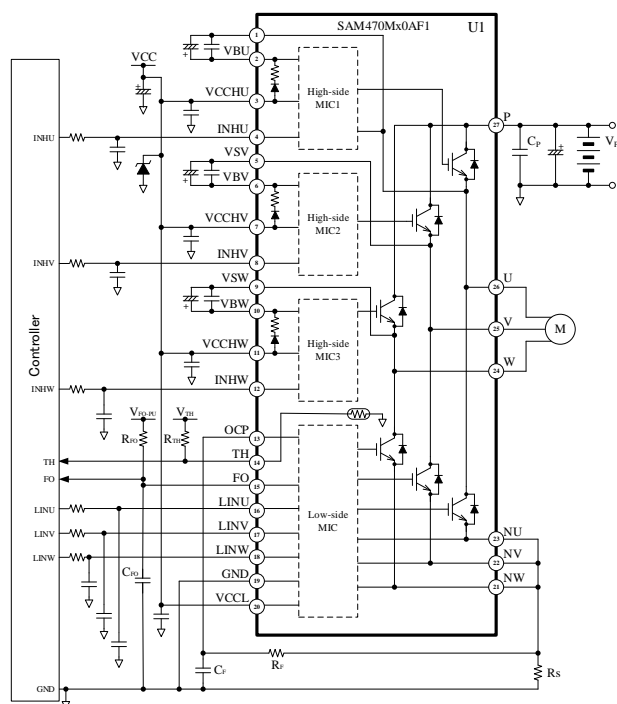 SAM470Mx0AF1
U1
VCC
1
VBU
2
VCCHU
3
INHU
INHU
4
High-side
MIC1
VSV
5
VBV
6
VCCHV
7
INHV
INHV
8
High-side
MIC2
VSW
9
VBW
10
VCCHW
11
INHW
INHW
12
High-side
MIC3
Controller
VFO-PU
VTH
RFO
RTH
OCP
13
TH
TH
14
FO
FO
15
LINU
LINU
16
LINV
LINV
17
LINW
LINW
18
GND
19
VCCL
20
Low-side
MIC
CFO
27
P
CP
26
U
25
V
24
W
M
23
NU
22
NV
21
NW
RF
CF
RS
GND